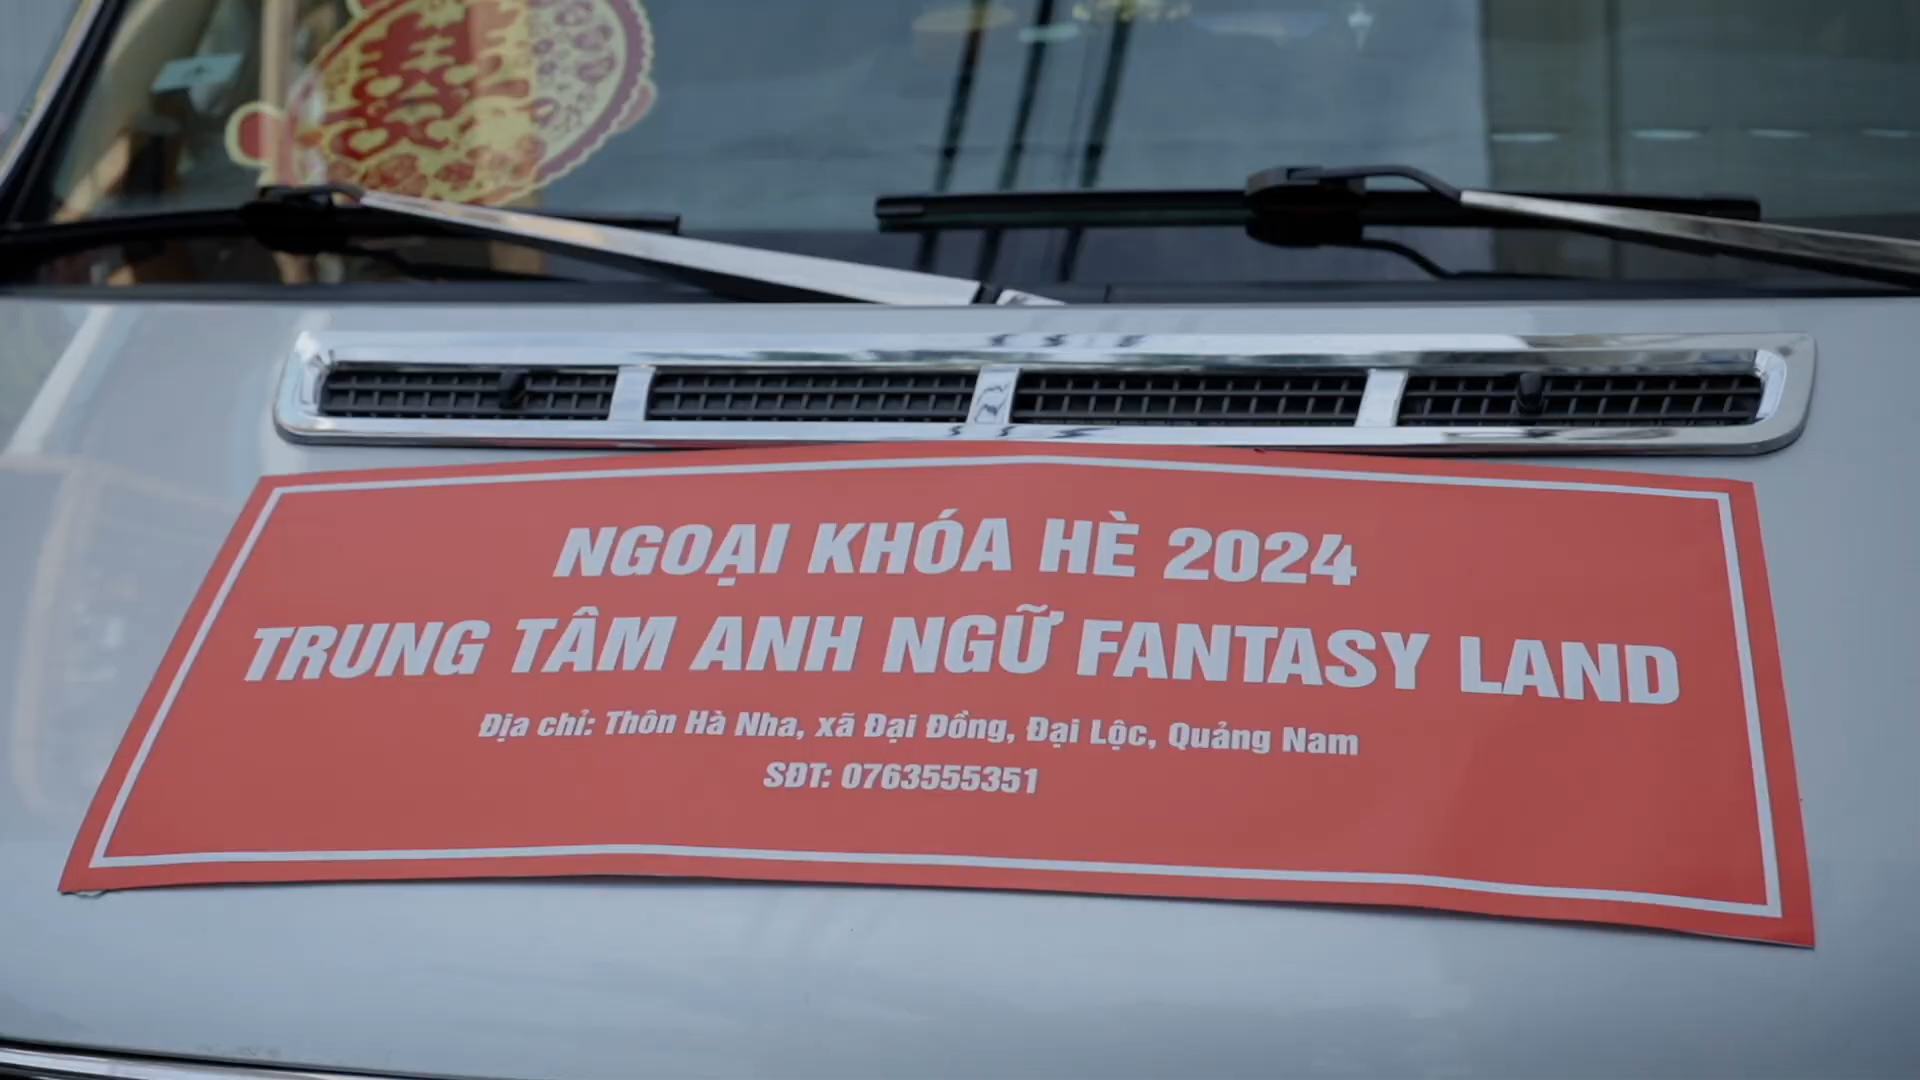 NGOẠI KHÓA HÈ 2024
TRUNG TÂM ANH NGỮ FANTASY LAND
Địa chỉ: Thôn Hà Nha, xã Đại Đồng, Đại Lộc, Quảng Nam
SĐT: 0763555351